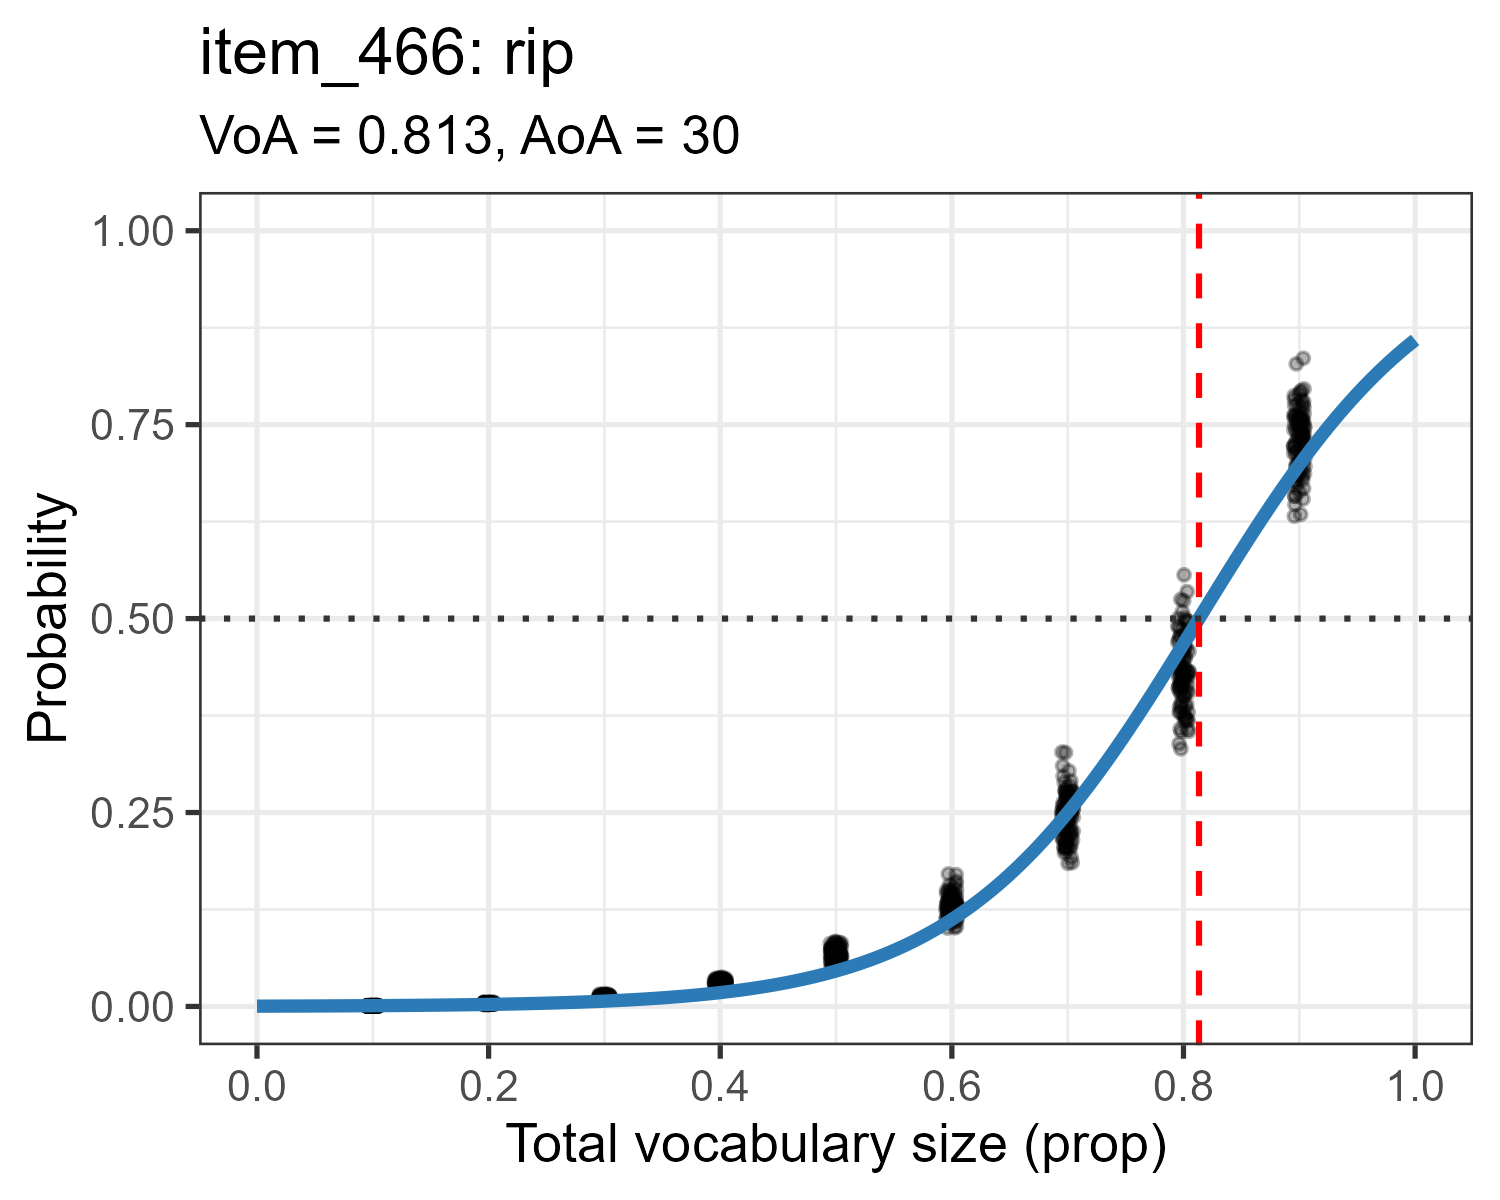 item_466: rip
VoA = 0.813, AoA = 30
1.00
0.75
0.50
0.25
0.00
Probability
0.0 0.2 0.4 0.6 0.8 1.0
Total vocabulary size (prop)